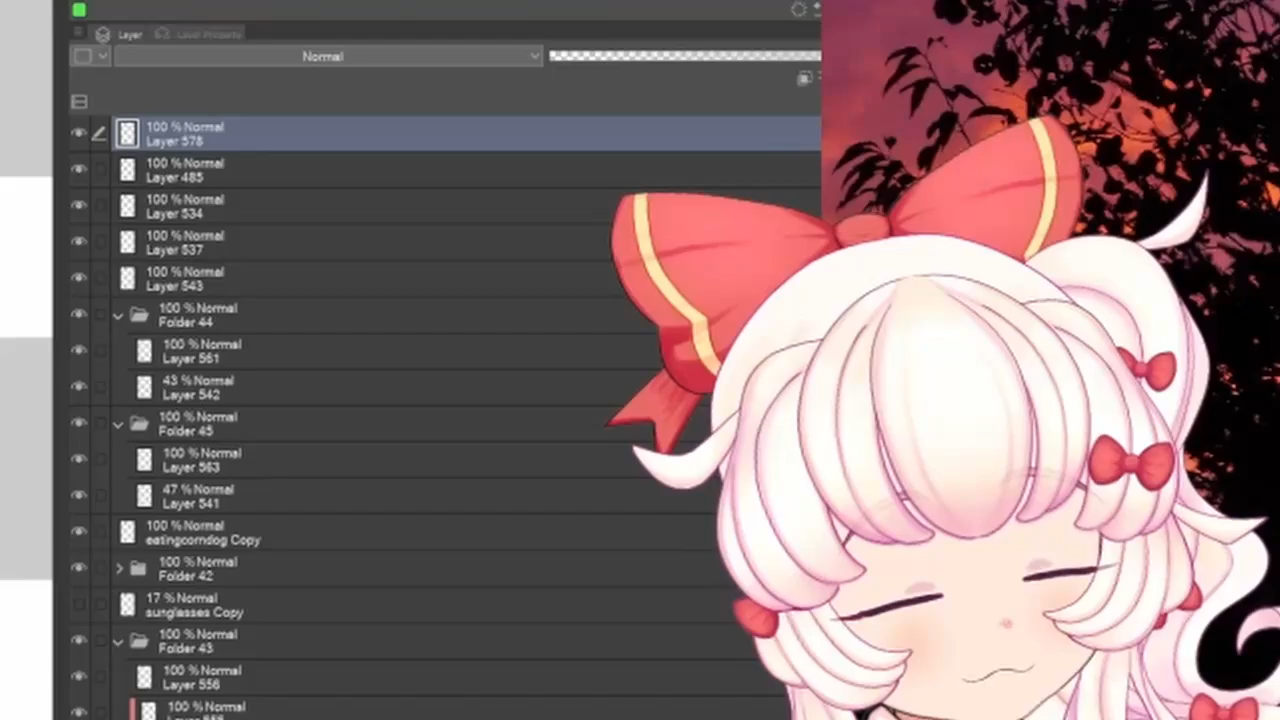 Layer
Layer Property
Normal
100 % Normal
Layer 578
100 % Normal
Layer 485
100 % Normal
Layer 534
100 % Normal
Layer 537
100 % Normal
Layer 543
100 % Normal
Folder 44
100 % Normal
Layer 561
43 % Normal
Layer 542
100 % Normal
Folder 45
100 % Normal
Layer 563
47 % Normal
Layer 541
100 % Normal
eatingcorndog Copy
100 % Normal
Folder 42
17 % Normal
sunglasses Copy
100 % Normal
Folder 43
100 % Normal
Layer 556
100 % Normal